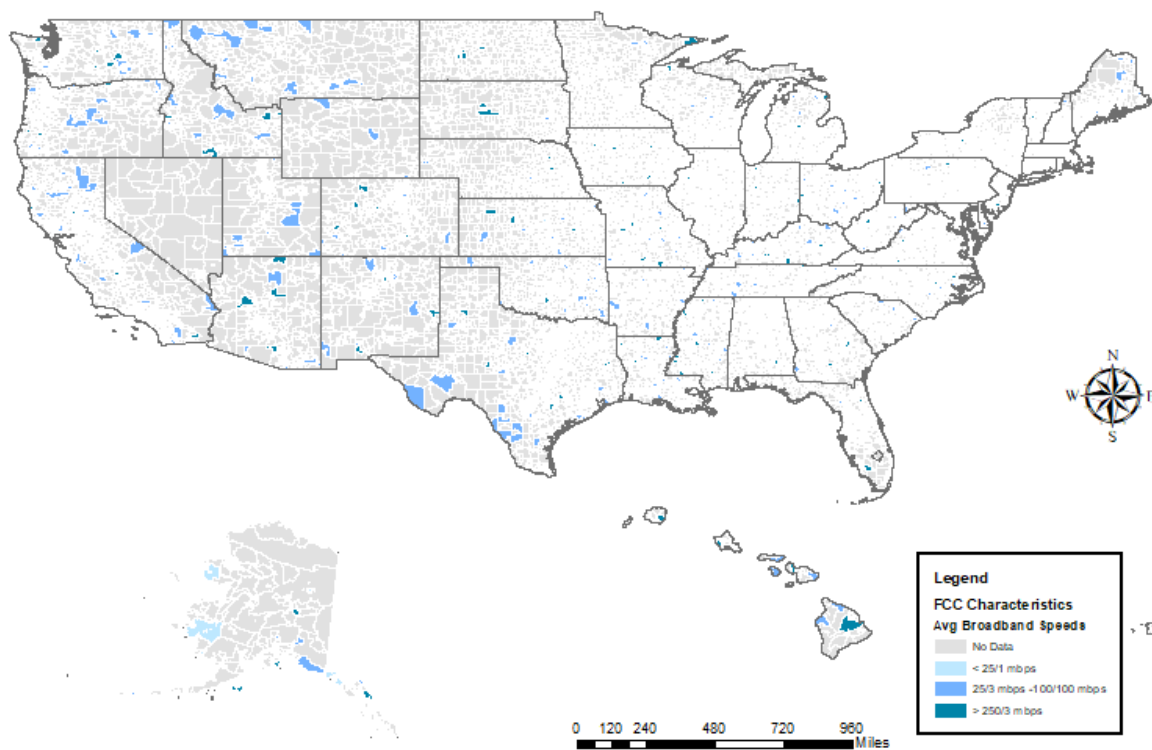 N
W E
S
Legend
FCC Characteristics
Avg Broadband Speeds
No Data
< 25/1 mbps
25/3 mbps -100/100 mbps
> 250/3 mbps
0 120 240 480 720 960
Miles